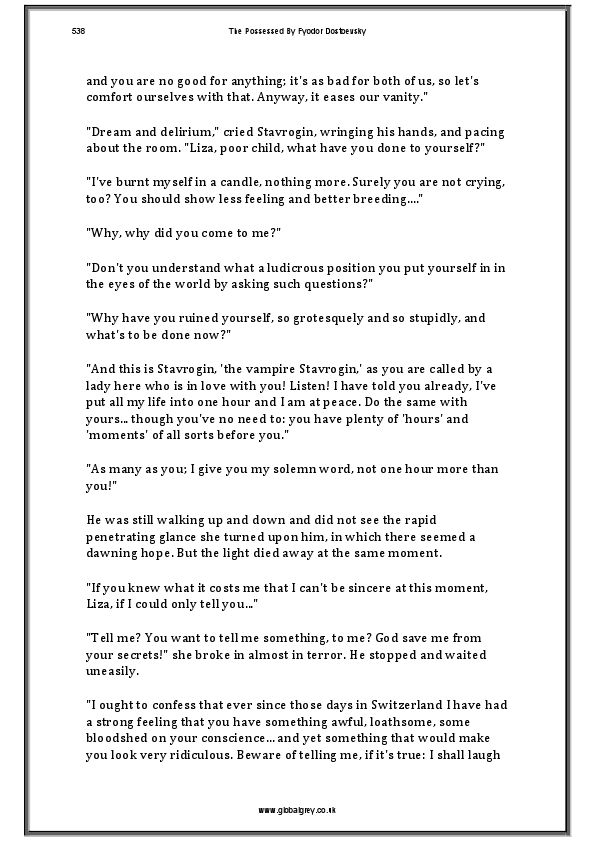 538
The Possessed By Fyodor Dostoevsky
and you are no good for anything; it's as bad for both of us, so let's
comfort ourselves with that. Anyway, it eases our vanity."
"Dream and delirium," cried Stavrogin, wringing his hands, and pacing
about the room. "Liza, poor child, what have you done to yourself?"
"I've burnt myself in a candle, nothing more. Surely you are not crying,
too? You should show less feeling and better breeding...."
"Why, why did you come to me?"
"Don't you understand what a ludicrous position you put yourself in in
the eyes of the world by asking such questions?"
"Why have you ruined yourself, so grotesquely and so stupidly, and
what's to be done now?"
"And this is Stavrogin, 'the vampire Stavrogin,' as you are called by a
lady here who is in love with you! Listen! I have told you already, I've
put all my life into one hour and I am at peace. Do the same with
yours... though you've no need to: you have plenty of 'hours' and
'moments' of all sorts before you."
"As many as you; I give you my solemn word, not one hour more than
you!"
He was still walking up and down and did not see the rapid
penetrating glance she turned upon him, in which there seemed a
dawning hope. But the light died away at the same moment.
"If you knew what it costs me that I can't be sincere at this moment,
Liza, if I could only tell you..."
"Tell me? You want to tell me something, to me? God save me from
your secrets!" she broke in almost in terror. He stopped and waited
uneasily.
"I ought to confess that ever since those days in Switzerland I have had
a strong feeling that you have something awful, loathsome, some
bloodshed on your conscience... and yet something that would make
you look very ridiculous. Beware of telling me, if it's true: I shall laugh
www.globalgrey.co.uk